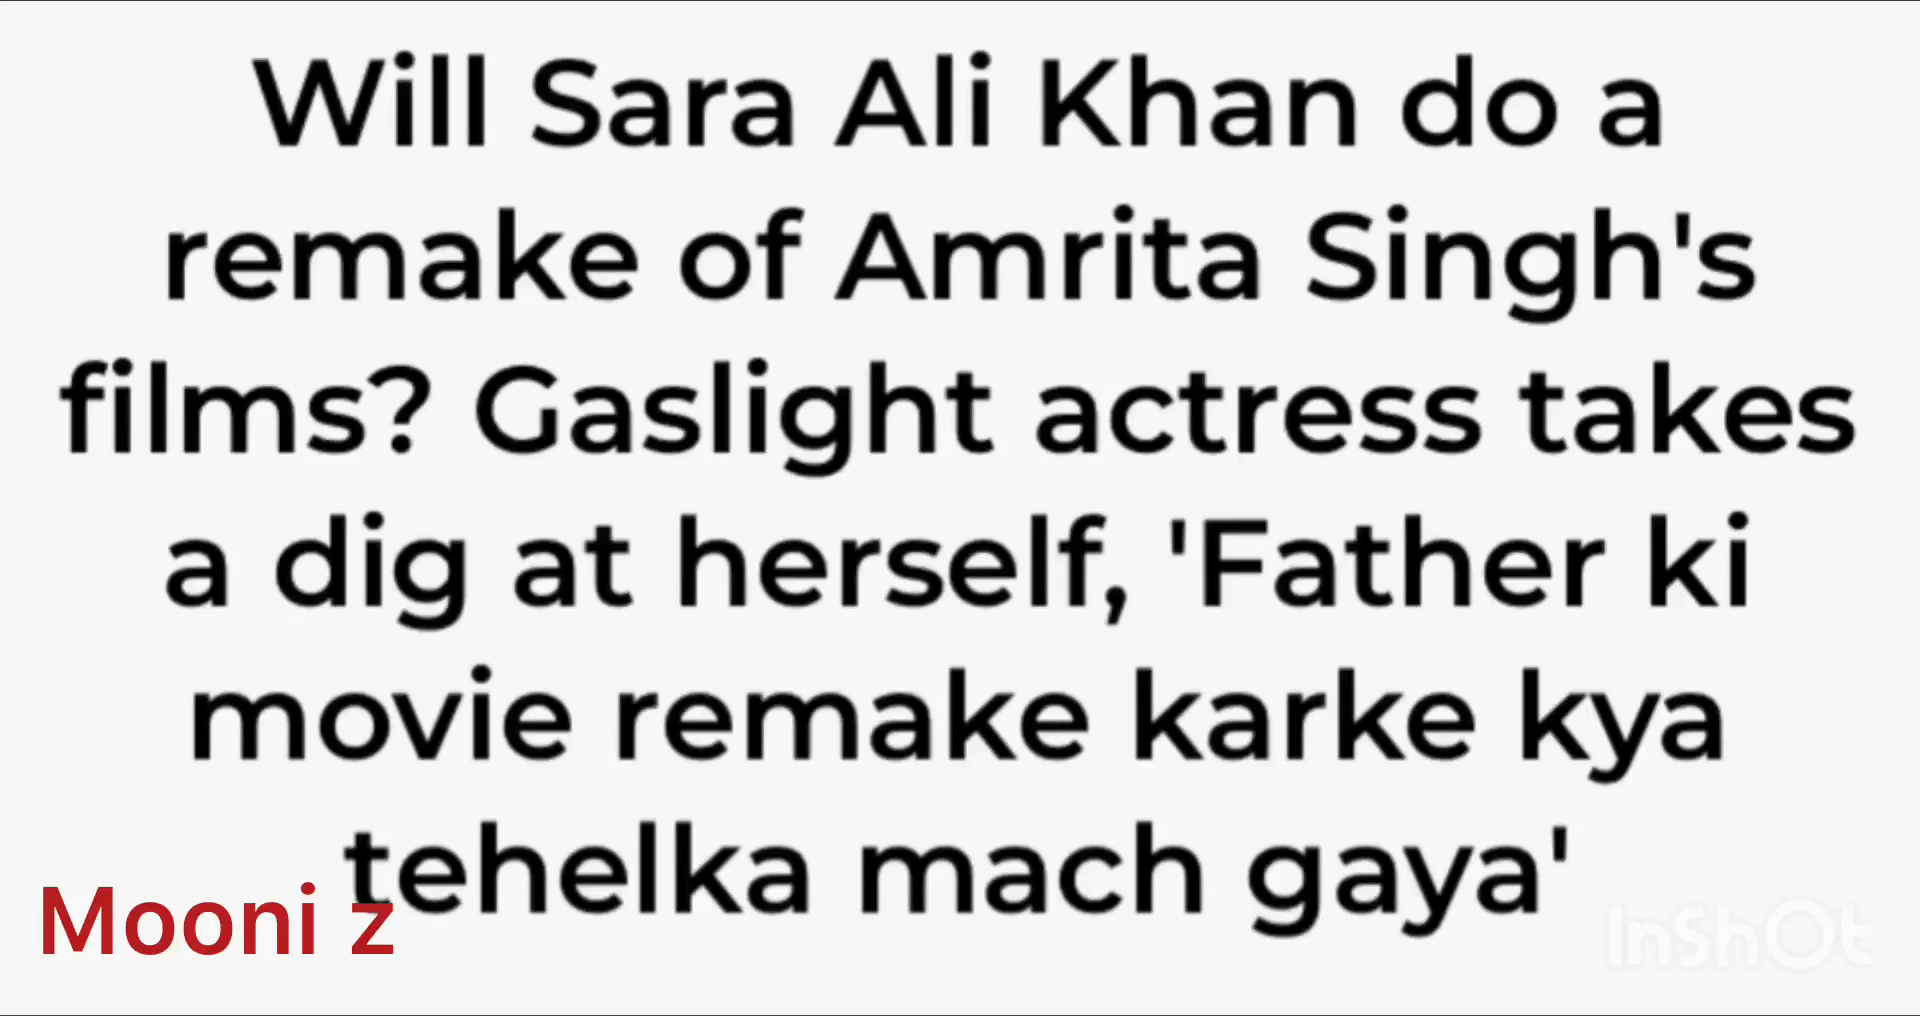 Will Sara Ali Khan do a
remake of Amrita Singh's
films? Gaslight actress takes
a dig at herself, 'Father ki
movie remake karke kya
tehelka mach gaya'
Mooni z
InShOt